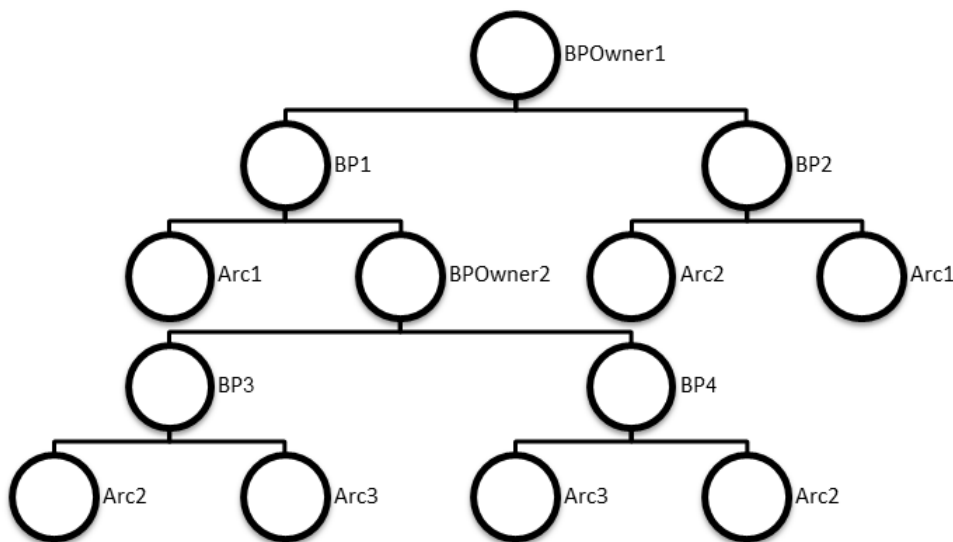 BPOwner1
BP1
BP2
Arc1
BPOwner2
Arc2
Arc1
BP3
BP4
Arc2
Arc3
Arc3
Arc2